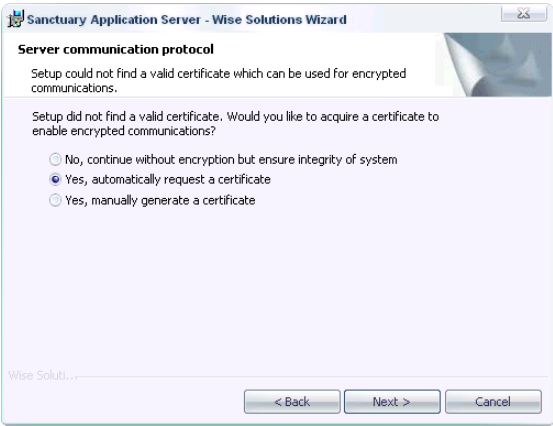 Sanctuary Application Server - Wise Solutions Wizard
Server communication protocol
Setup could not find a valid certificate which can be used for encrypted
communications.
Setup did not find a valid certificate. Would you like to acquire a certificate to
enable encrypted communications?
No, continue without encryption but ensure integrity of system
Yes, automatically request a certificate
Yes, manually generate a certificate
Wise Soluti...
< Back
Next >
Cancel